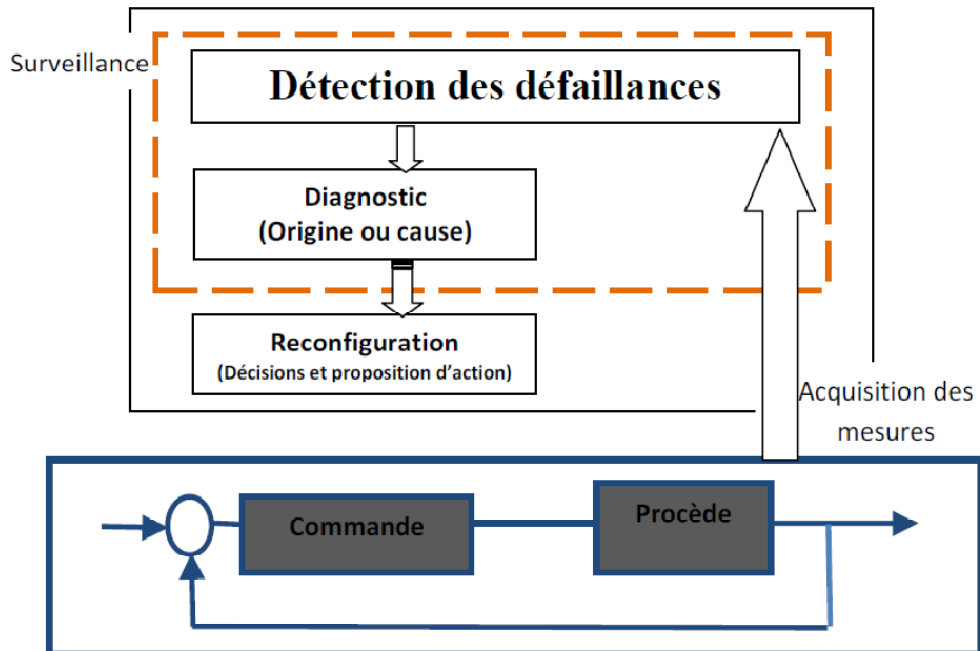 Surveillance
Détection des défaillances
Diagnostic
(Origine ou cause)
Reconfiguration
(Décisions et proposition d'action)
Acquisition des
mesures
Commande
Procède